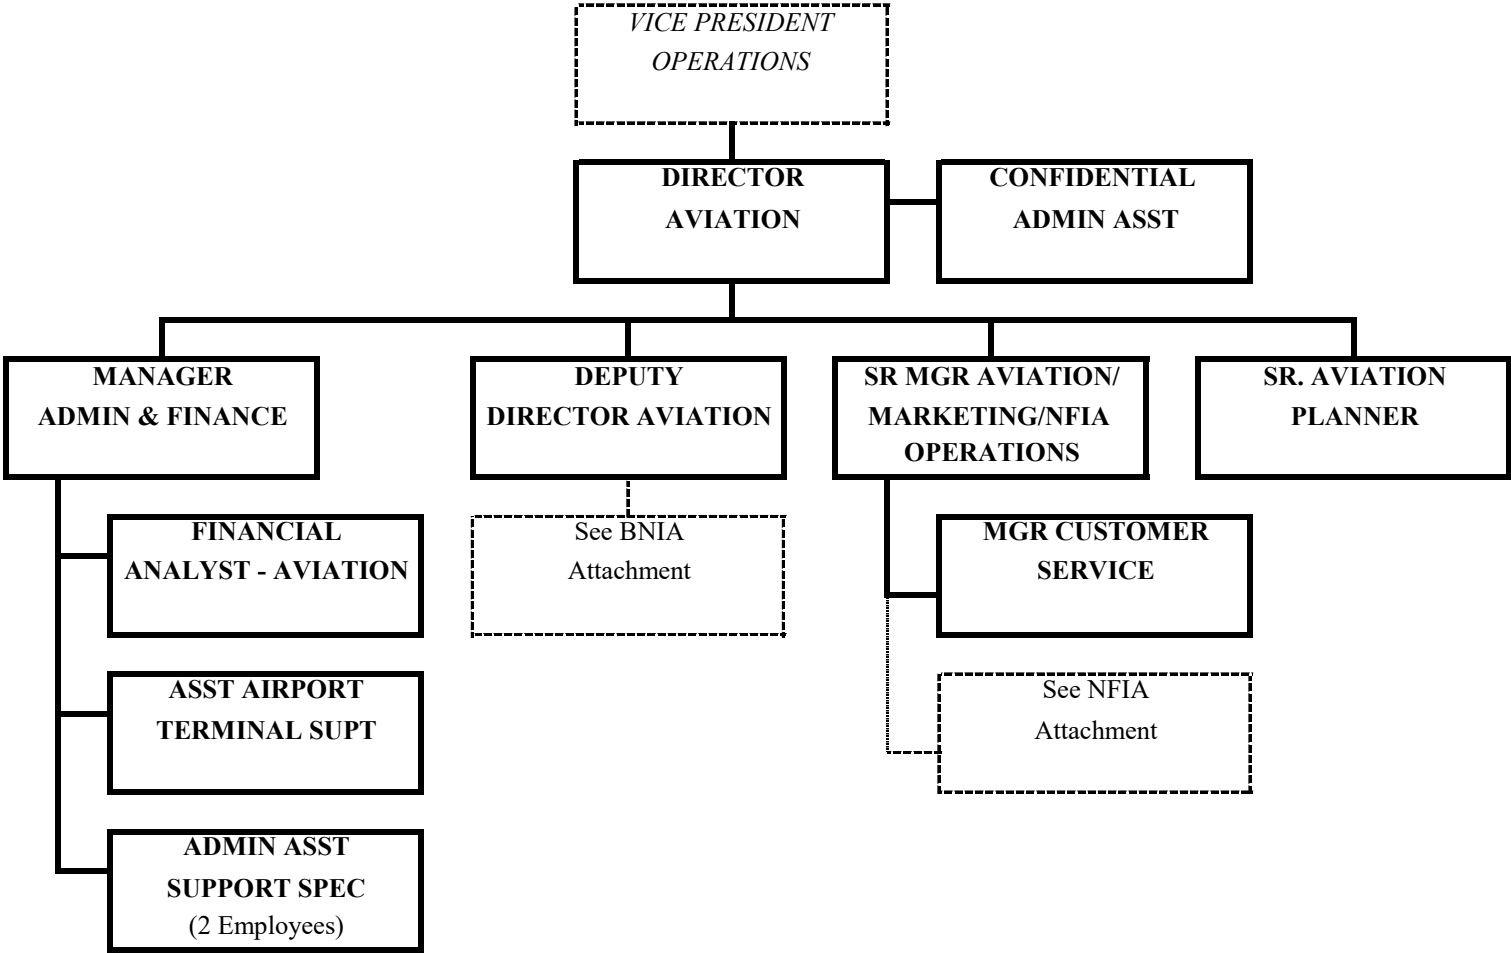 VICE PRESIDENT
OPERATIONS
DIRECTOR
AVIATION
CONFIDENTIAL
ADMIN ASST
MANAGER
ADMIN & FINANCE
DEPUTY
DIRECTOR AVIATION
SR MGR AVIATION/
MARKETING/NFIA
OPERATIONS
SR. AVIATION
PLANNER
FINANCIAL
ANALYST - AVIATION
See BNIA
Attachment
MGR CUSTOMER
SERVICE
ASST AIRPORT
TERMINAL SUPT
See NFIA
Attachment
ADMIN ASST
SUPPORT SPEC
(2 Employees)